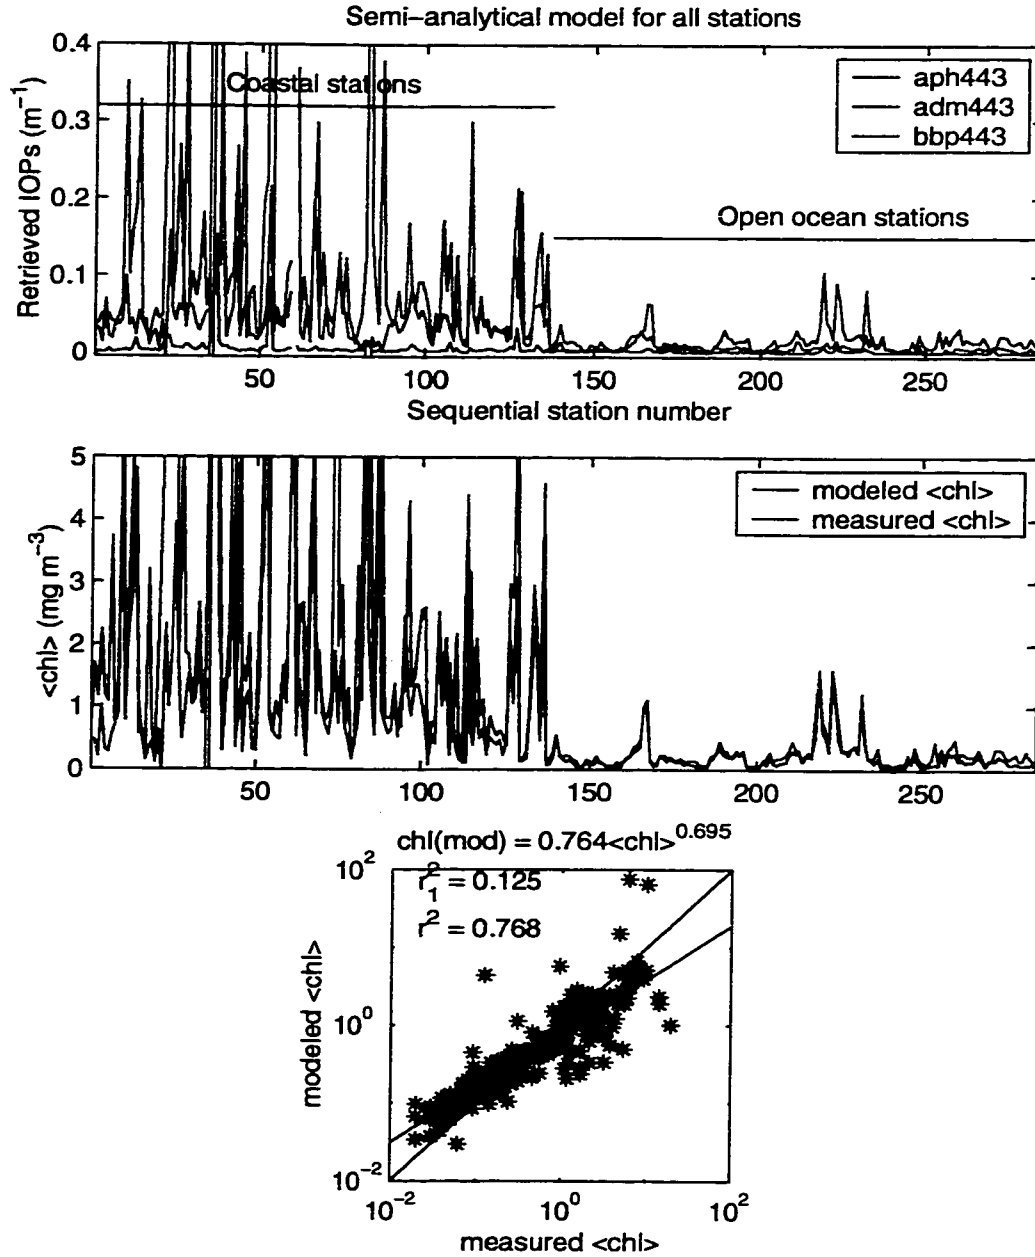 Semi-analytical model for all stations
0.4
0.3
0.2
0.1
0
Retrieved IOPs (m⁻¹)
Coastal stations
aph443
adm443
bbp443
Open ocean stations
50
100
150
200
250
Sequential station number
5
4
3
2
1
0
<chl> (mg m⁻³)
modeled <chl>
measured <chl>
50
100
150
200
250
chl(mod) = 0.764<chl>^0.695
r₁² = 0.125
r² = 0.768
10²
10⁰
10⁻²
modeled <chl>
10⁻²
10⁰
10²
measured <chl>